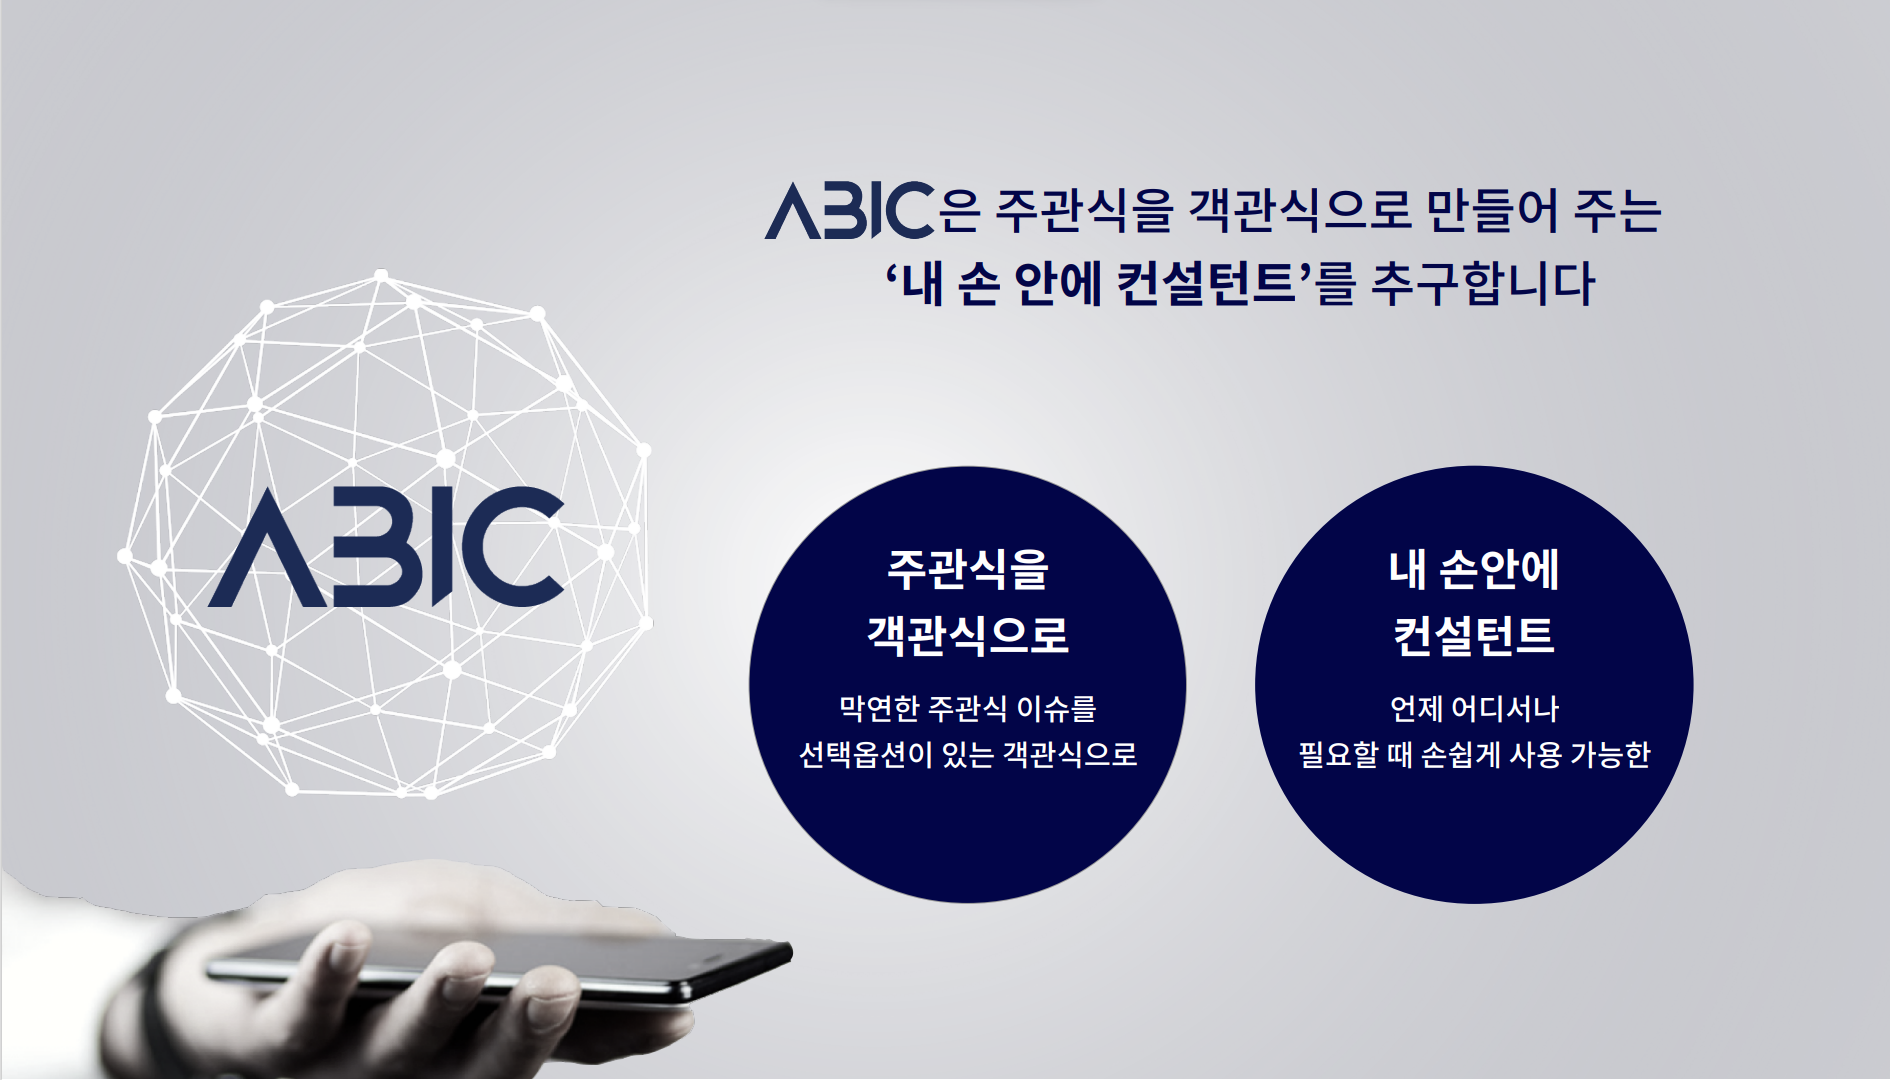 ABIC은 주관식을 객관식으로 만들어 주는
‘내 손 안에 컨설턴트’를 추구합니다
ABIC
주관식을
객관식으로
막연한 주관식 이슈를
선택옵션이 있는 객관식으로
내 손안에
컨설턴트
언제 어디서나
필요할 때 손쉽게 사용 가능한